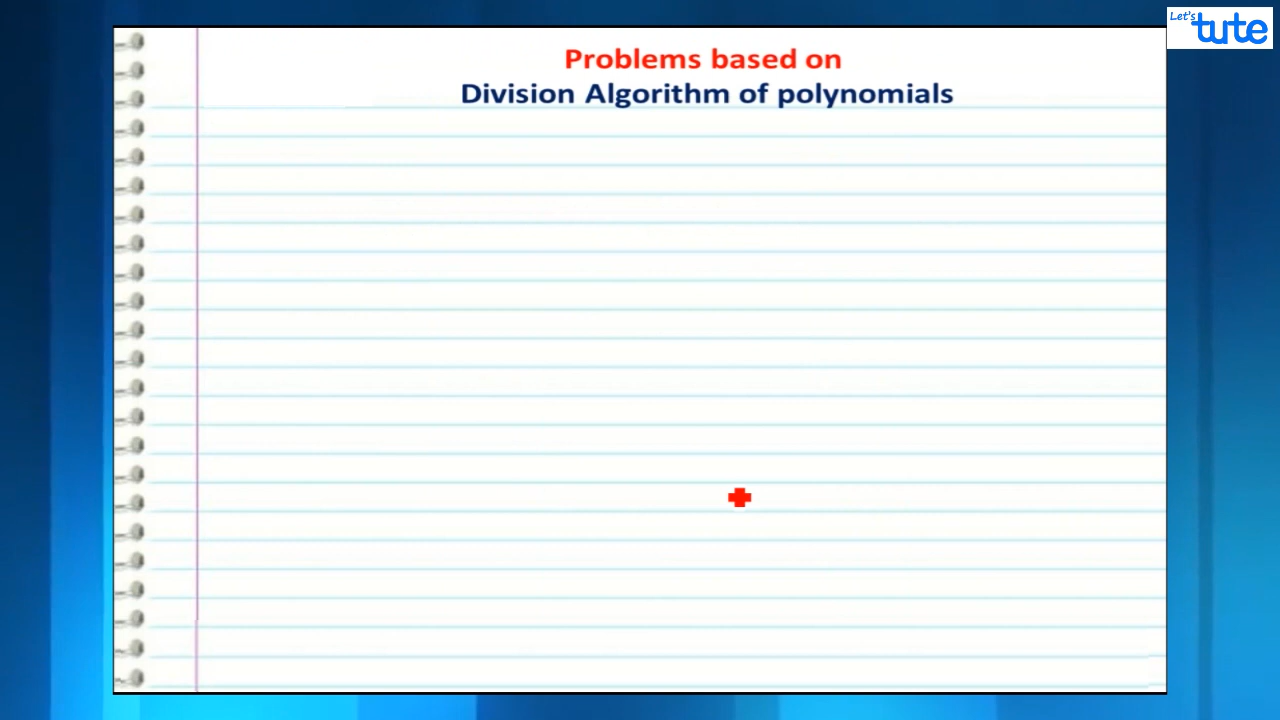 Let's
tute
Problems based on
Division Algorithm of polynomials